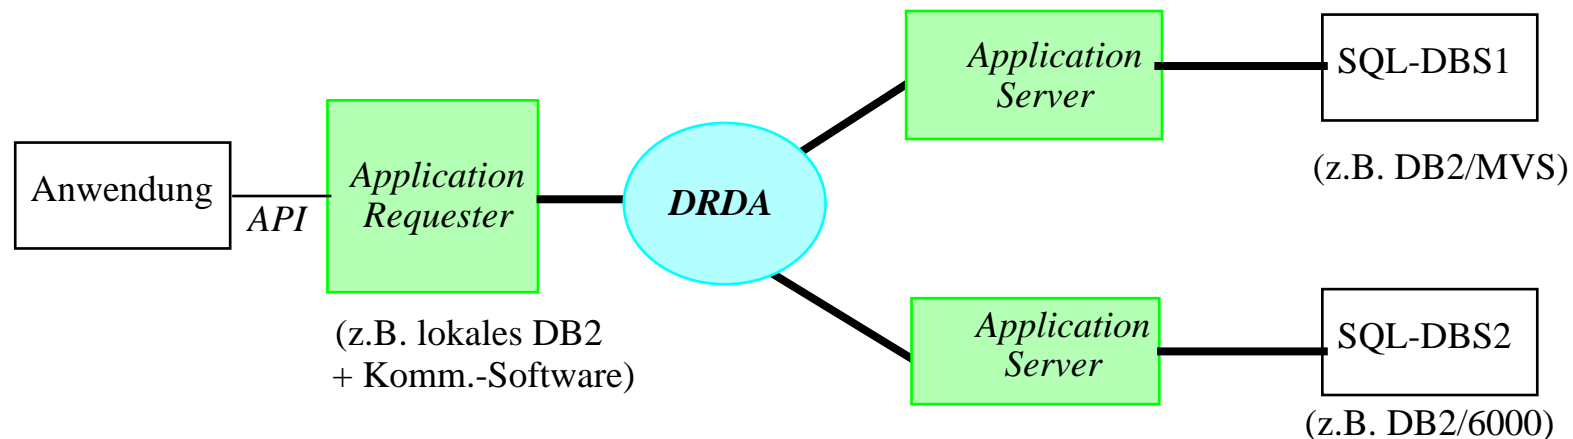 Anwendung
API
Application
Requester
(z.B. lokales DB2
+ Komm.-Software)
DRDA
Application
Server
SQL-DBS1
(z.B. DB2/MVS)
Application
Server
SQL-DBS2
(z.B. DB2/6000)